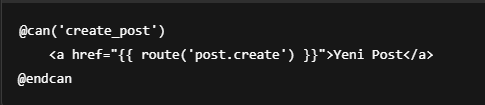 @can('create_post')
    <a href="{{ route('post.create') }}">Yeni Post</a>
@endcan